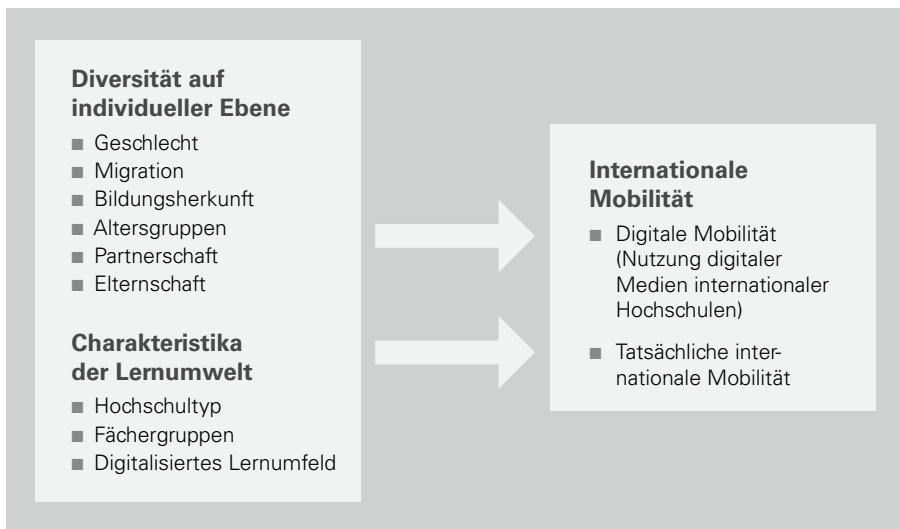 Diversität auf
individueller Ebene
■ Geschlecht
■ Migration
■ Bildungsherkunft
■ Altersgruppen
■ Partnerschaft
■ Elternschaft
Charakteristika
der Lernumwelt
■ Hochschultyp
■ Fächergruppen
■ Digitalisiertes Lernumfeld
Internationale
Mobilität
■ Digitale Mobilität
(Nutzung digitaler
Medien internationaler
Hochschulen)
■ Tatsächliche inter-
nationale Mobilität